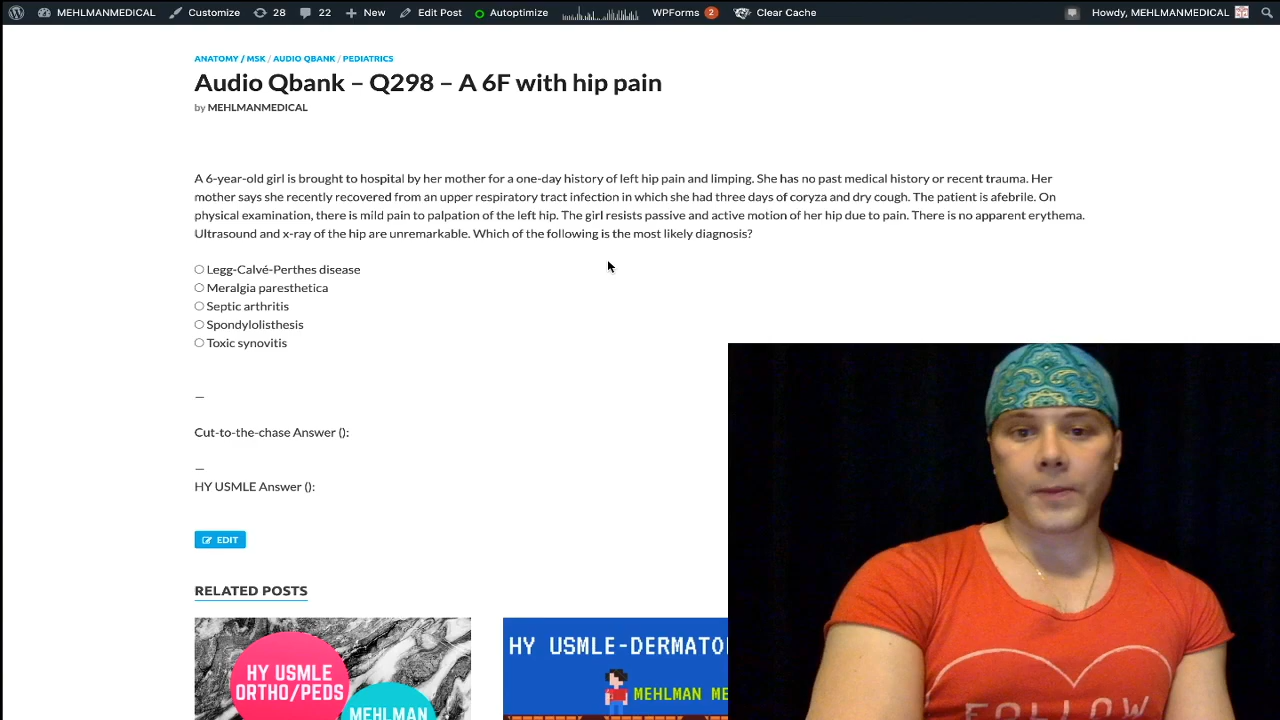 MEHLMANMEDICAL Customize 28 22 New Edit Post Autoptimize WPForms 2 Clear Cache Howdy, MEHLMANMEDICAL
ANATOMY / MSK / AUDIO QBANK / PEDIATRICS
Audio Qbank – Q298 – A 6F with hip pain
by MEHLMANMEDICAL
A 6-year-old girl is brought to hospital by her mother for a one-day history of left hip pain and limping. She has no past medical history or recent trauma. Her
mother says she recently recovered from an upper respiratory tract infection in which she had three days of coryza and dry cough. The patient is afebrile. On
physical examination, there is mild pain to palpation of the left hip. The girl resists passive and active motion of her hip due to pain. There is no apparent erythema.
Ultrasound and x-ray of the hip are unremarkable. Which of the following is the most likely diagnosis?
Legg-Calvé-Perthes disease
Meralgia paresthetica
Septic arthritis
Spondylolisthesis
Toxic synovitis
—
Cut-to-the-chase Answer ():
—
HY USMLE Answer ():
EDIT
RELATED POSTS
HY USMLE
ORTHO/PEDS
MEHLMAN
HY USMLE-DERMATO
MEHLMAN ME
FOLLOW